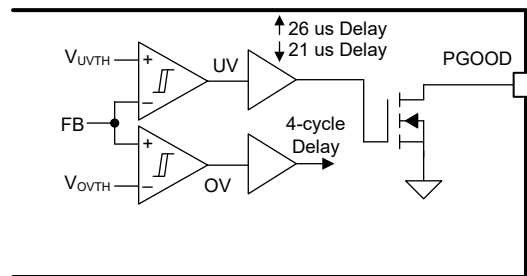 26 us Delay
21 us Delay
PGOOD
VUVTH
+
UV
−
FB
4-cycle
Delay
+
VOVTH
−
OV